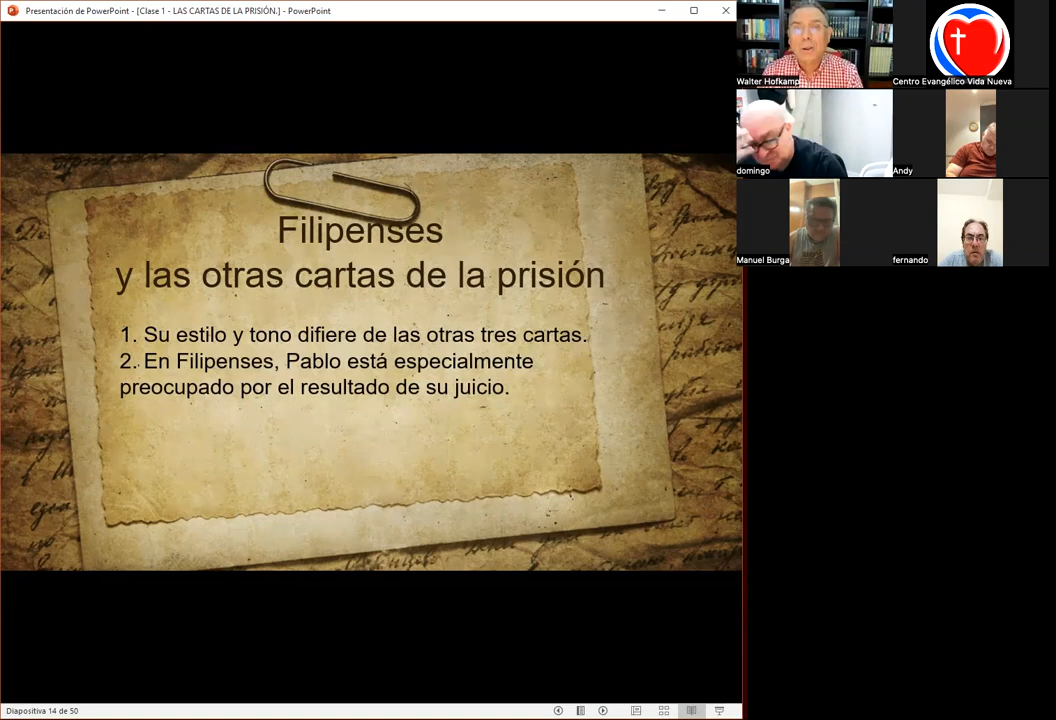 Presentación de PowerPoint - [Clase 1 - LAS CARTAS DE LA PRISIÓN.] - PowerPoint
Filipenses
y las otras cartas de la prisión
1. Su estilo y tono difiere de las otras tres cartas.
2. En Filipenses, Pablo está especialmente
preocupado por el resultado de su juicio.
Diapositiva 14 de 50
Walter Hofkamp
Centro Evangélico Vida Nueva
domingo
Andy
Manuel Burga
fernando